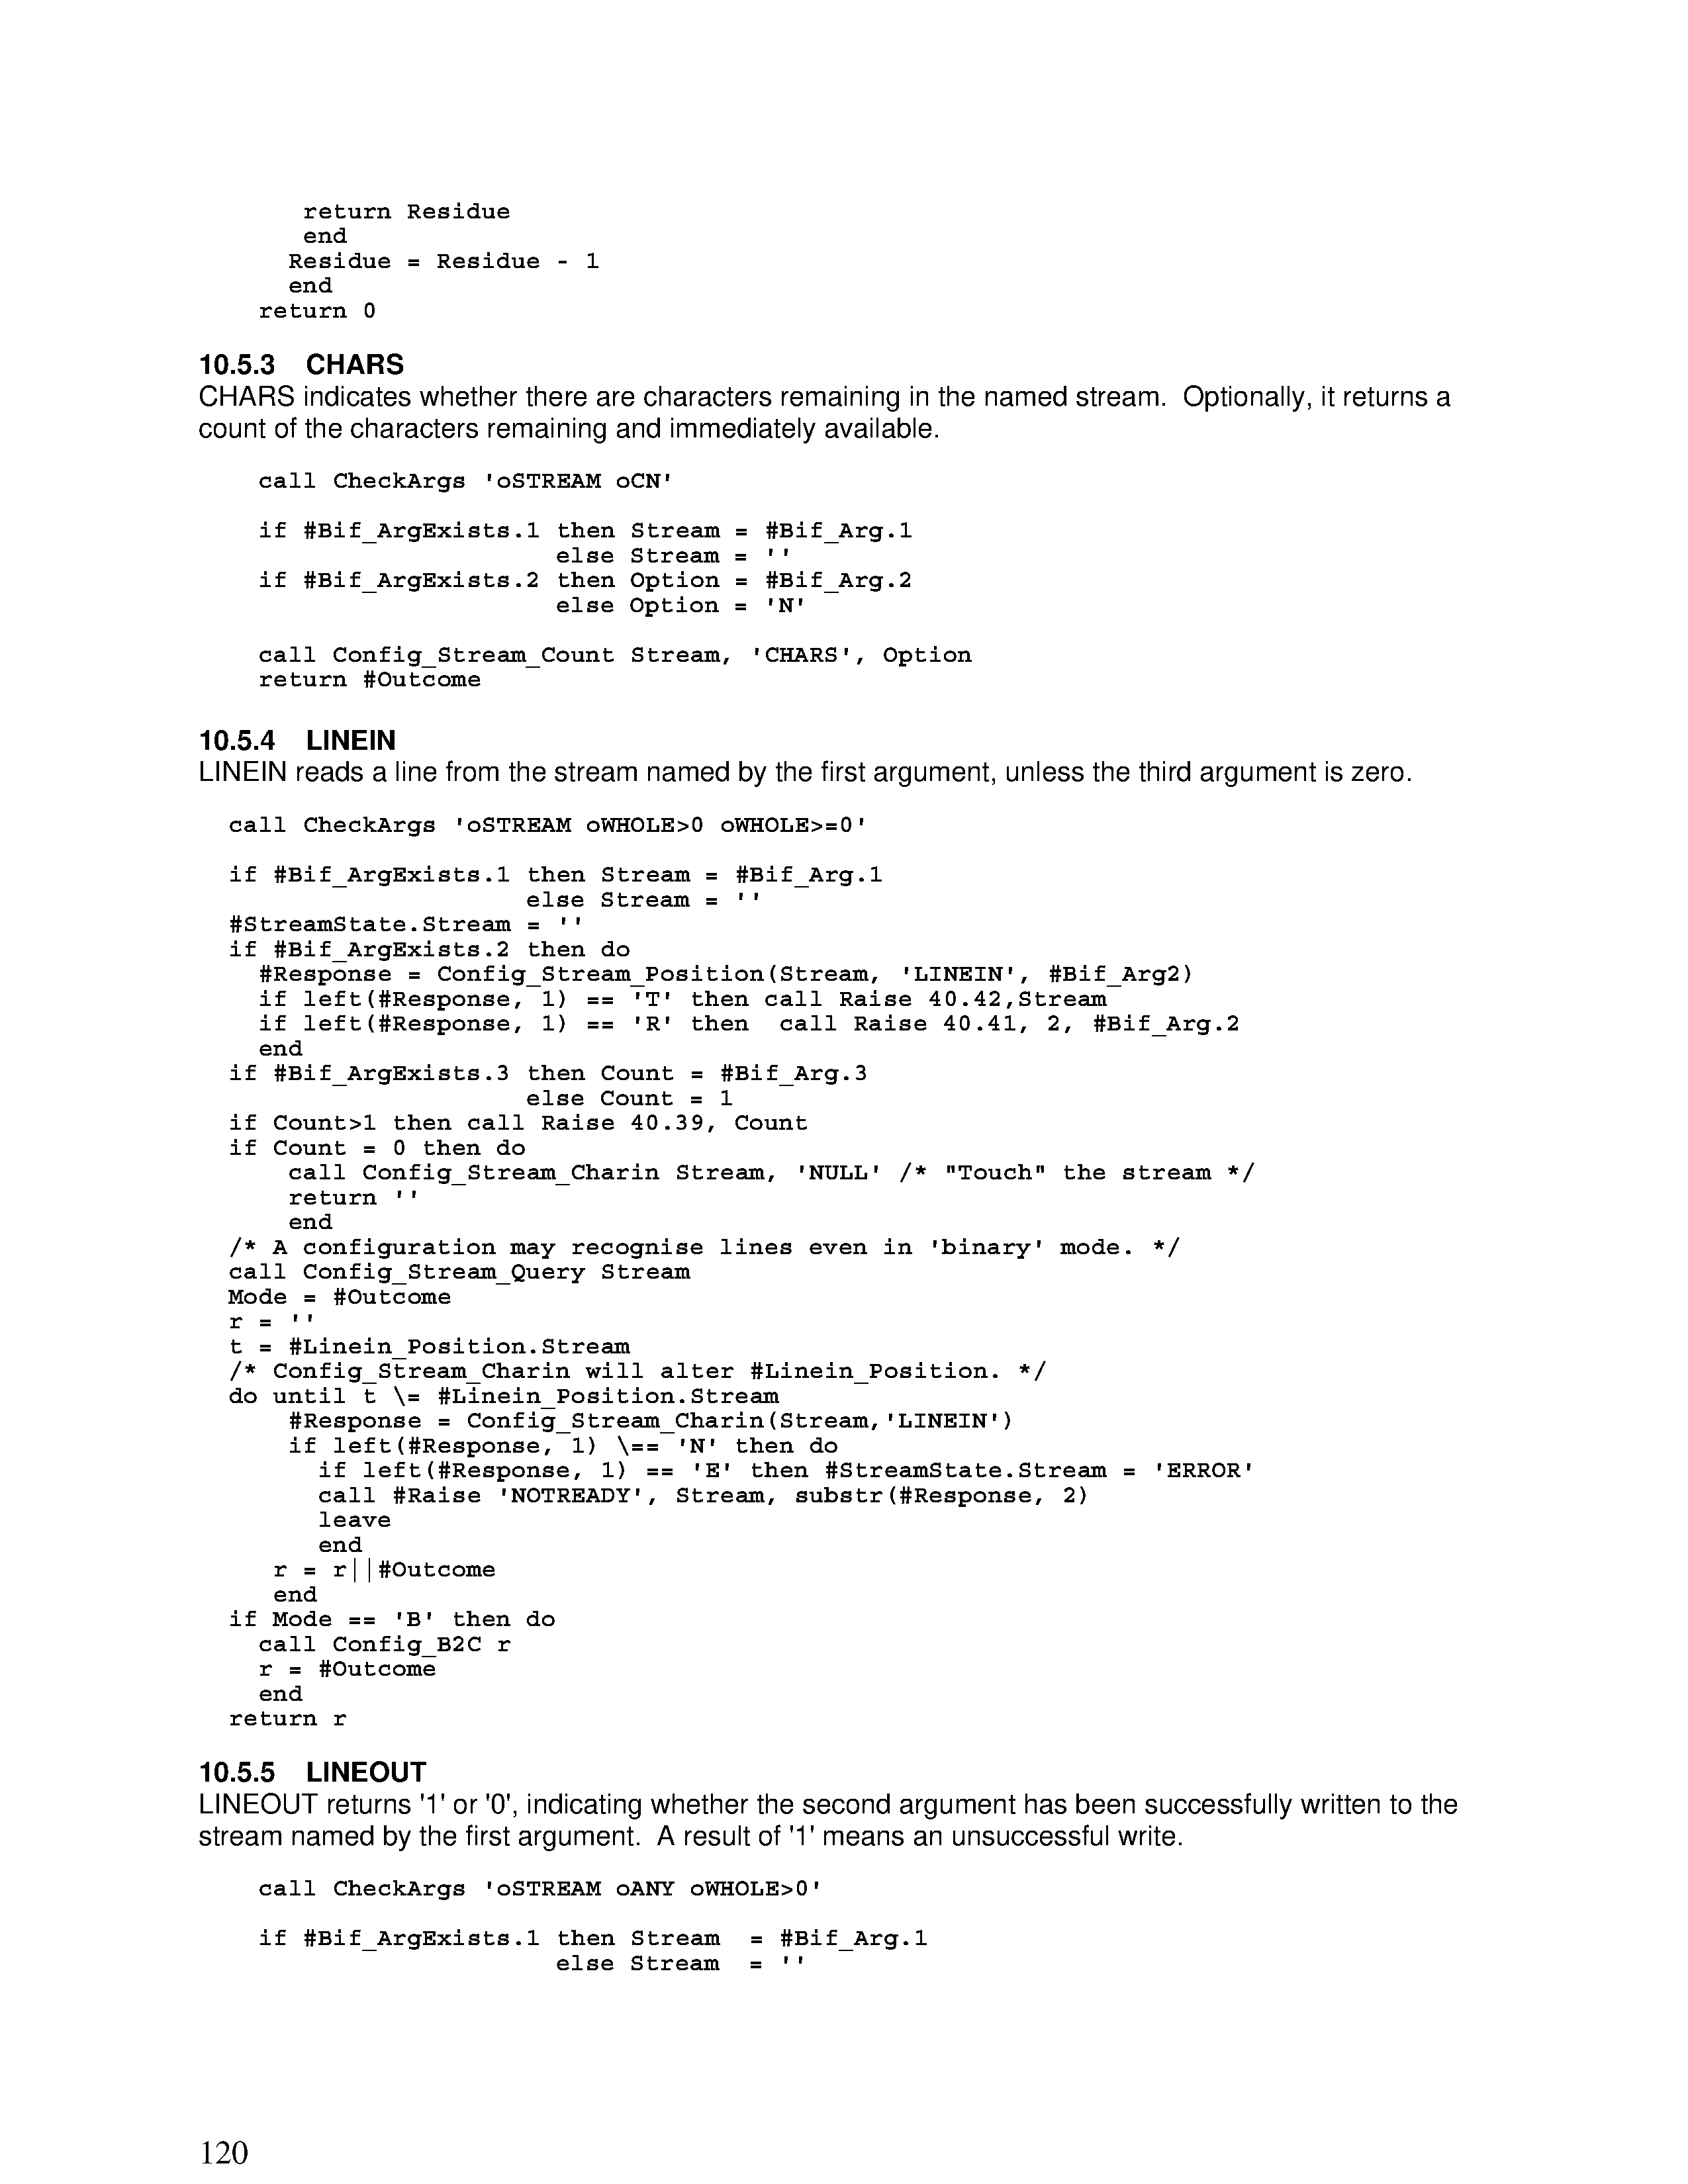 return Residue
end
Residue = Residue - 1
end
return 0
10.5.3 CHARS
CHARS indicates whether there are characters remaining in the named stream. Optionally, it returns a
count of the characters remaining and immediately available.
call CheckArgs 'oSTREAM oCN'
if #Bif_ArgExists.1 then Stream = #Bif_Arg.1
else Stream = ''
if #Bif_ArgExists.2 then Option = #Bif_Arg.2
else Option = 'N'
call Config_Stream_Count Stream, 'CHARS', Option
return #Outcome
10.5.4 LINEIN
LINEIN reads a line from the stream named by the first argument, unless the third argument is zero.
call CheckArgs 'oSTREAM oWHOLE>0 oWHOLE>=0'
if #Bif_ArgExists.1 then Stream = #Bif_Arg.1
else Stream = ''
#StreamState.Stream = ''
if #Bif_ArgExists.2 then do
#Response = Config_Stream_Position(Stream, 'LINEIN', #Bif_Arg2)
if left(#Response, 1) == 'T' then call Raise 40.42,Stream
if left(#Response, 1) == 'R' then  call Raise 40.41, 2, #Bif_Arg.2
end
if #Bif_ArgExists.3 then Count = #Bif_Arg.3
else Count = 1
if Count>1 then call Raise 40.39, Count
if Count = 0 then do
call Config_Stream_Charin Stream, 'NULL' /* "Touch" the stream */
return ''
end
/* A configuration may recognise lines even in 'binary' mode. */
call Config_Stream_Query Stream
Mode = #Outcome
r = ''
t = #Linein_Position.Stream
/* Config_Stream_Charin will alter #Linein_Position. */
do until t \= #Linein_Position.Stream
#Response = Config_Stream_Charin(Stream,'LINEIN')
if left(#Response, 1) \== 'N' then do
if left(#Response, 1) == 'E' then #StreamState.Stream = 'ERROR'
call #Raise 'NOTREADY', Stream, substr(#Response, 2)
leave
end
r = r||#Outcome
end
if Mode == 'B' then do
call Config_B2C r
r = #Outcome
end
return r
10.5.5 LINEOUT
LINEOUT returns '1' or '0', indicating whether the second argument has been successfully written to the
stream named by the first argument. A result of '1' means an unsuccessful write.
call CheckArgs 'oSTREAM oANY oWHOLE>0'
if #Bif_ArgExists.1 then Stream  = #Bif_Arg.1
else Stream  = ''
120